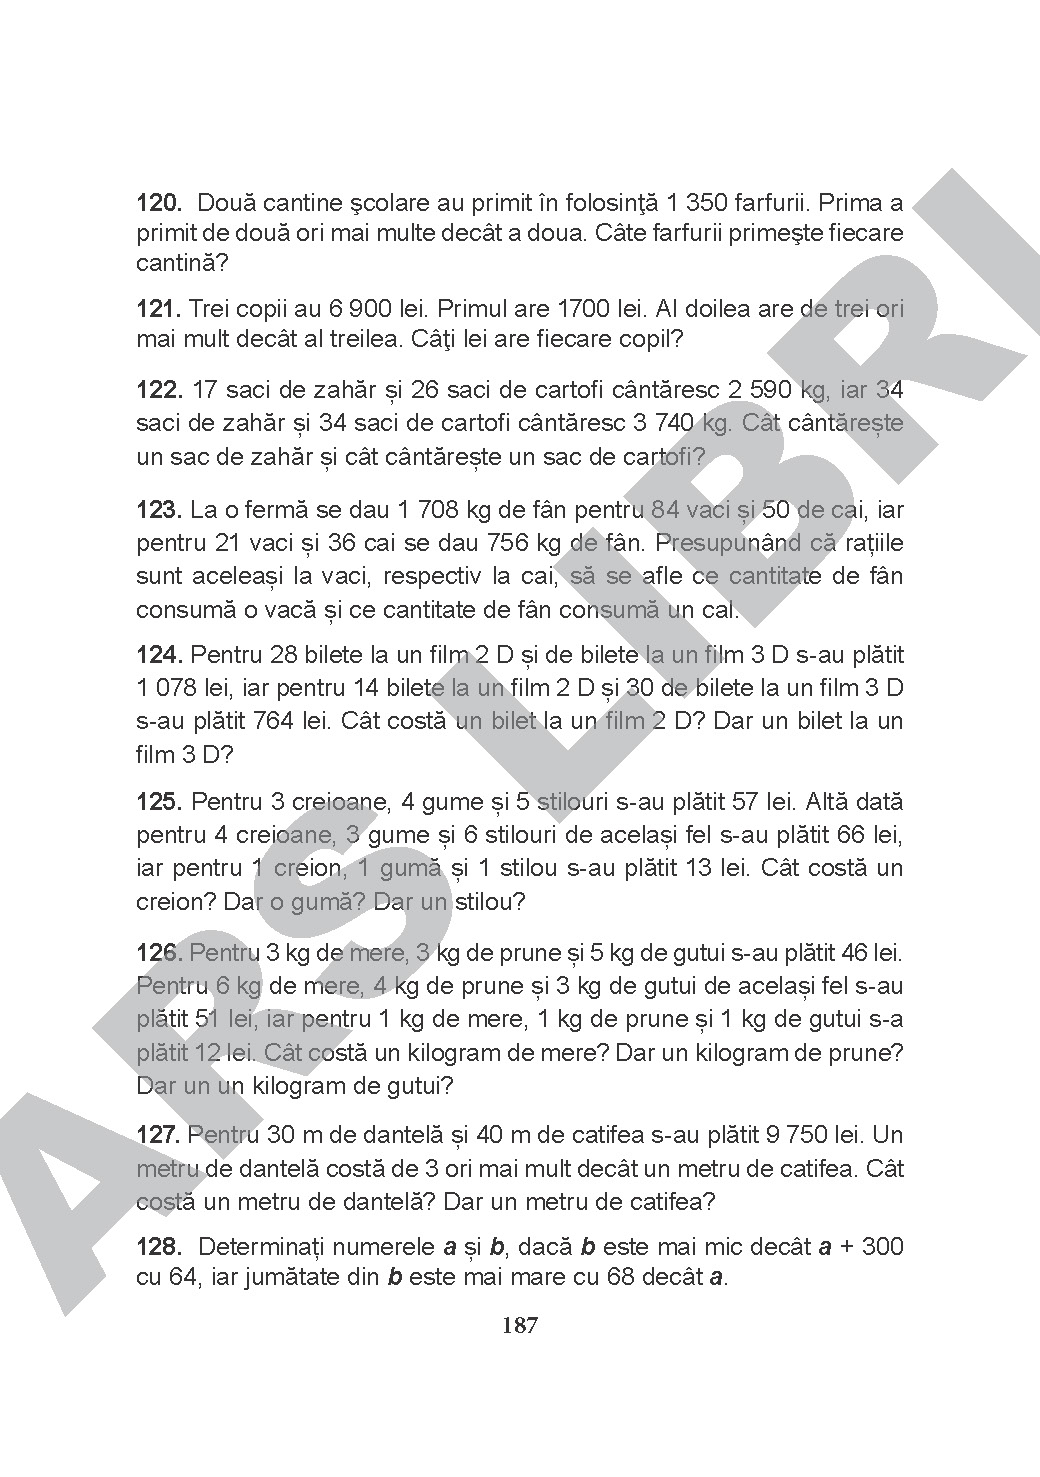 120. Două cantine şcolare au primit în folosinţă 1 350 farfurii. Prima a
primit de două ori mai multe decât a doua. Câte farfurii primeşte fiecare
cantină?
121. Trei copii au 6 900 lei. Primul are 1700 lei. Al doilea are de trei ori
mai mult decât al treilea. Câţi lei are fiecare copil?
122. 17 saci de zahăr și 26 saci de cartofi cântăresc 2 590 kg, iar 34
saci de zahăr și 34 saci de cartofi cântăresc 3 740 kg. Cât cântărește
un sac de zahăr și cât cântărește un sac de cartofi?
123. La o fermă se dau 1 708 kg de fân pentru 84 vaci și 50 de cai, iar
pentru 21 vaci și 36 cai se dau 756 kg de fân. Presupunând că rațiile
sunt aceleași la vaci, respectiv la cai, să se afle ce cantitate de fân
consumă o vacă și ce cantitate de fân consumă un cal.
124. Pentru 28 bilete la un film 2 D și de bilete la un film 3 D s-au plătit
1 078 lei, iar pentru 14 bilete la un film 2 D și 30 de bilete la un film 3 D
s-au plătit 764 lei. Cât costă un bilet la un film 2 D? Dar un bilet la un
film 3 D?
125. Pentru 3 creioane, 4 gume și 5 stilouri s-au plătit 57 lei. Altă dată
pentru 4 creioane, 3 gume și 6 stilouri de același fel s-au plătit 66 lei,
iar pentru 1 creion, 1 gumă și 1 stilou s-au plătit 13 lei. Cât costă un
creion? Dar o gumă? Dar un stilou?
126. Pentru 3 kg de mere, 3 kg de prune și 5 kg de gutui s-au plătit 46 lei.
Pentru 6 kg de mere, 4 kg de prune și 3 kg de gutui de același fel s-au
plătit 51 lei, iar pentru 1 kg de mere, 1 kg de prune și 1 kg de gutui s-a
plătit 12 lei. Cât costă un kilogram de mere? Dar un kilogram de prune?
Dar un un kilogram de gutui?
127. Pentru 30 m de dantelă și 40 m de catifea s-au plătit 9 750 lei. Un
metru de dantelă costă de 3 ori mai mult decât un metru de catifea. Cât
costă un metru de dantelă? Dar un metru de catifea?
128. Determinați numerele a și b, dacă b este mai mic decât a + 300
cu 64, iar jumătate din b este mai mare cu 68 decât a.
187
ARS LIBRI